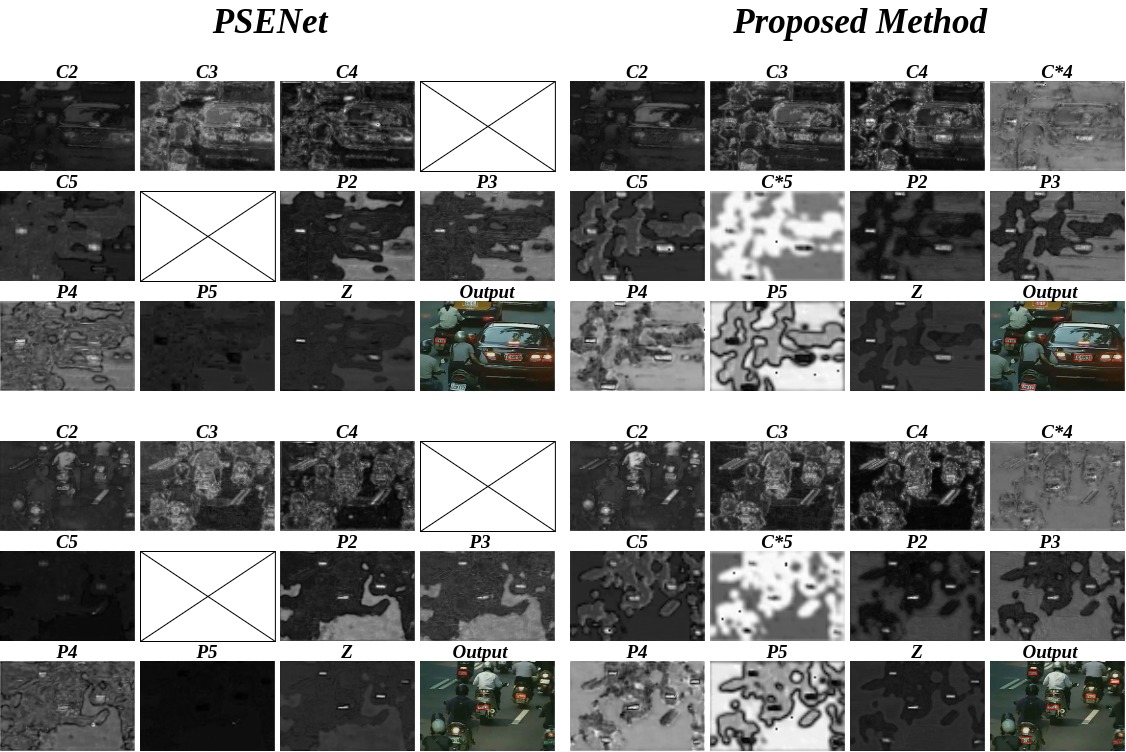 PSENet Proposed Method
C2 C3 C4 C2 C3 C4 C*4
C5 P2 P3 C5 C*5 P2 P3
P4 P5 Z Output P4 P5 Z Output
C2 C3 C4 C2 C3 C4 C*4
C5 P2 P3 C5 C*5 P2 P3
P4 P5 Z Output P4 P5 Z Output